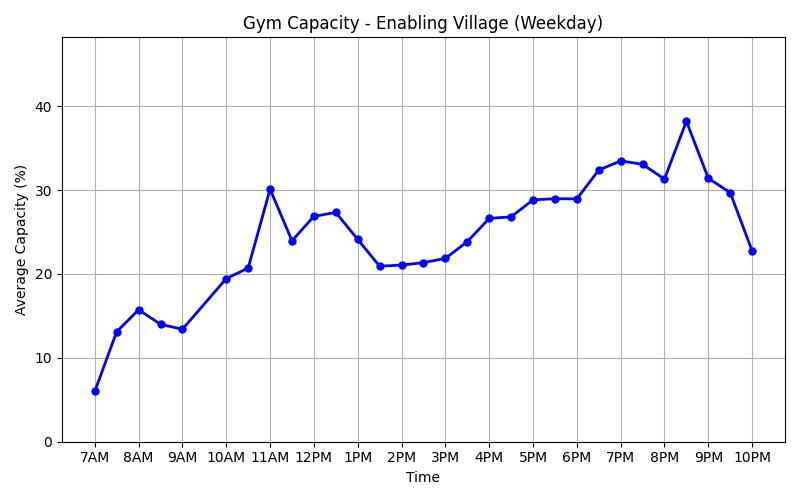 Gym Capacity - Enabling Village (Weekday)
Average Capacity (%)
40
30
20
10
0
7AM 8AM 9AM 10AM 11AM 12PM 1PM 2PM 3PM 4PM 5PM 6PM 7PM 8PM 9PM 10PM
Time